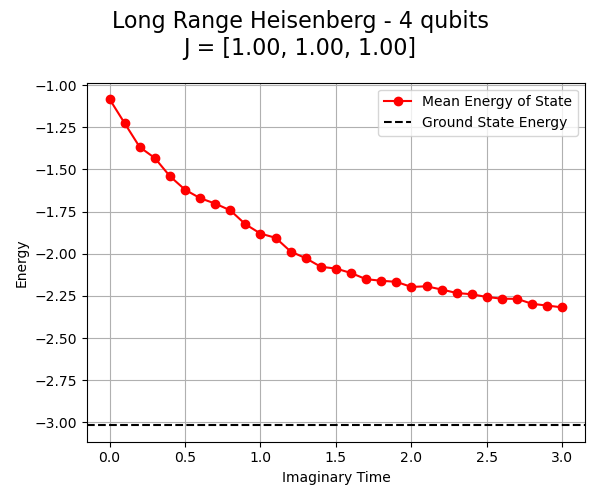 Long Range Heisenberg - 4 qubits
J = [1.00, 1.00, 1.00]
Mean Energy of State
Ground State Energy
Energy
−1.00
−1.25
−1.50
−1.75
−2.00
−2.25
−2.50
−2.75
−3.00
0.0 0.5 1.0 1.5 2.0 2.5 3.0
Imaginary Time